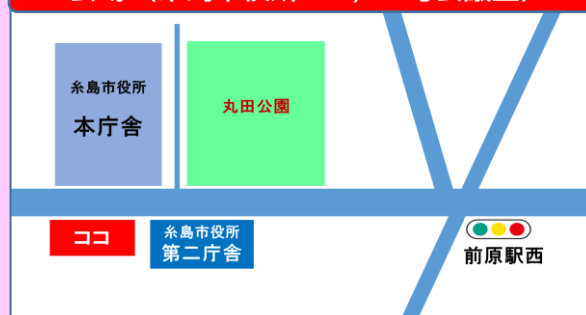 糸島市役所
本庁舎
丸田公園
ココ
糸島市役所
第二庁舎
前原駅西